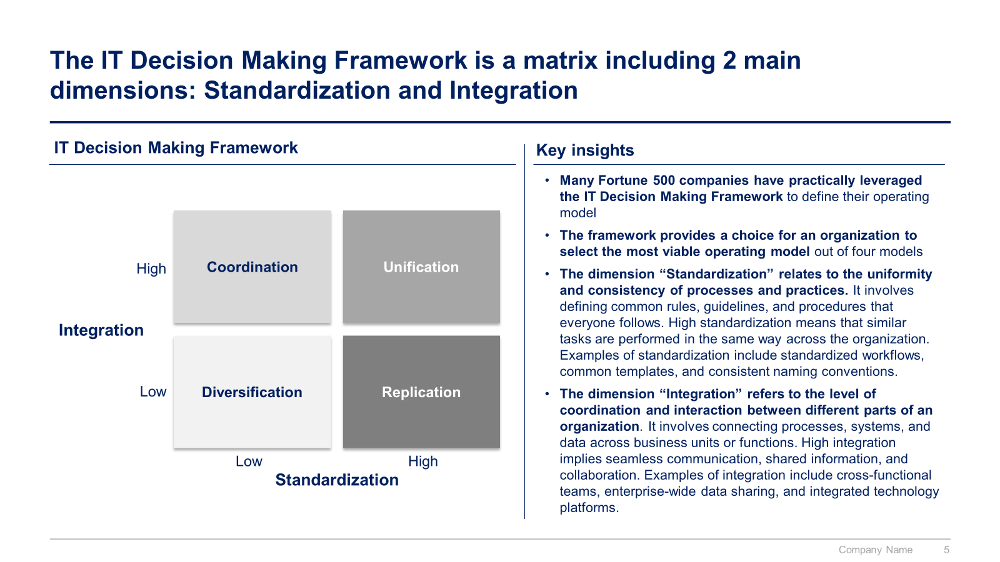 The IT Decision Making Framework is a matrix including 2 main
dimensions: Standardization and Integration
IT Decision Making Framework
High
Coordination
Unification
Integration
Low
Diversification
Replication
Low
High
Standardization
Key insights
• Many Fortune 500 companies have practically leveraged
the IT Decision Making Framework to define their operating
model
• The framework provides a choice for an organization to
select the most viable operating model out of four models
• The dimension “Standardization” relates to the uniformity
and consistency of processes and practices. It involves
defining common rules, guidelines, and procedures that
everyone follows. High standardization means that similar
tasks are performed in the same way across the organization.
Examples of standardization include standardized workflows,
common templates, and consistent naming conventions.
• The dimension “Integration” refers to the level of
coordination and interaction between different parts of an
organization. It involves connecting processes, systems, and
data across business units or functions. High integration
implies seamless communication, shared information, and
collaboration. Examples of integration include cross-functional
teams, enterprise-wide data sharing, and integrated technology
platforms.
Company Name
5